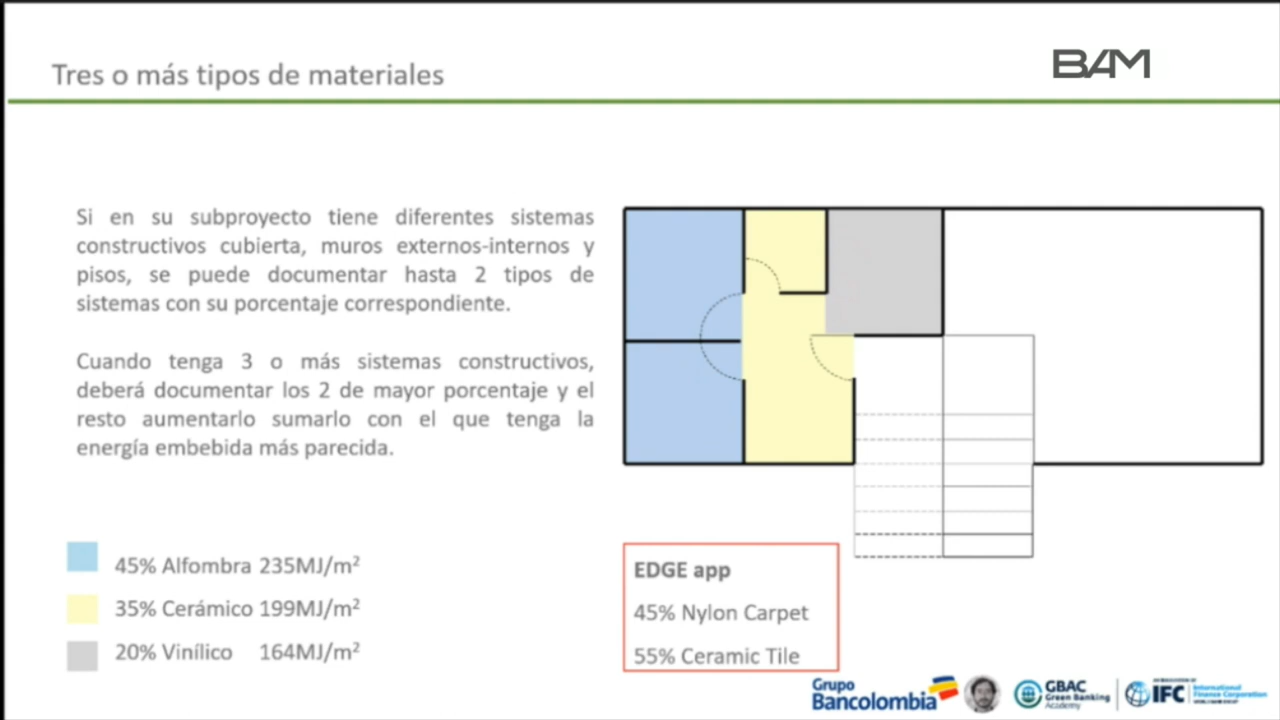 Tres o más tipos de materiales
BAM
Si en su subproyecto tiene diferentes sistemas
constructivos cubierta, muros externos-internos y
pisos, se puede documentar hasta 2 tipos de
sistemas con su porcentaje correspondiente.
Cuando tenga 3 o más sistemas constructivos,
deberá documentar los 2 de mayor porcentaje y el
resto aumentarlo sumarlo con el que tenga la
energía embebida más parecida.
45% Alfombra 235MJ/m²
35% Cerámico 199MJ/m²
20% Vinílico 164MJ/m²
EDGE app
45% Nylon Carpet
55% Ceramic Tile
Grupo
Bancolombia
GBAC
Green Banking
Academy
IFC
International
Finance Corporation
WORLD BANK GROUP